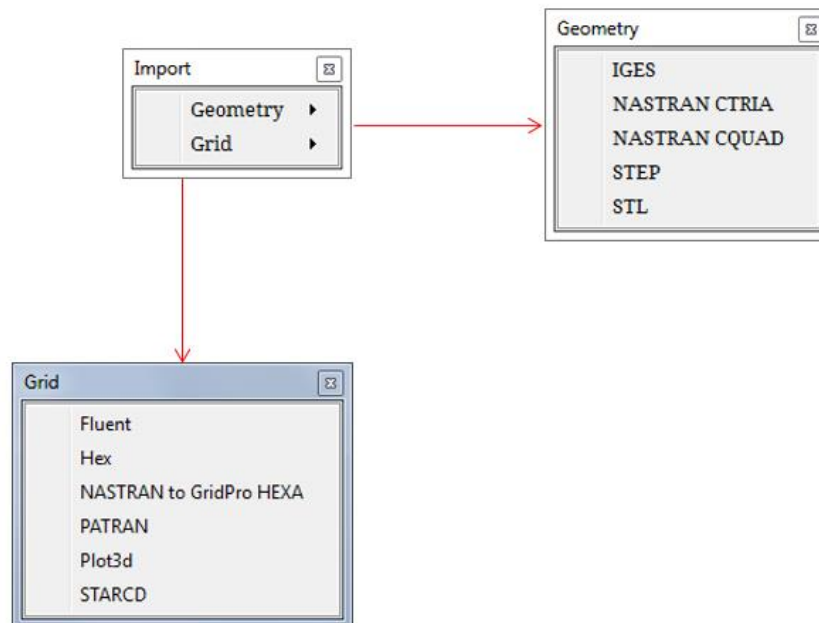 Import
Geometry
Grid
Geometry
IGES
NASTRAN CTRIA
NASTRAN CQUAD
STEP
STL
Grid
Fluent
Hex
NASTRAN to GridPro HEXA
PATRAN
Plot3d
STARCD